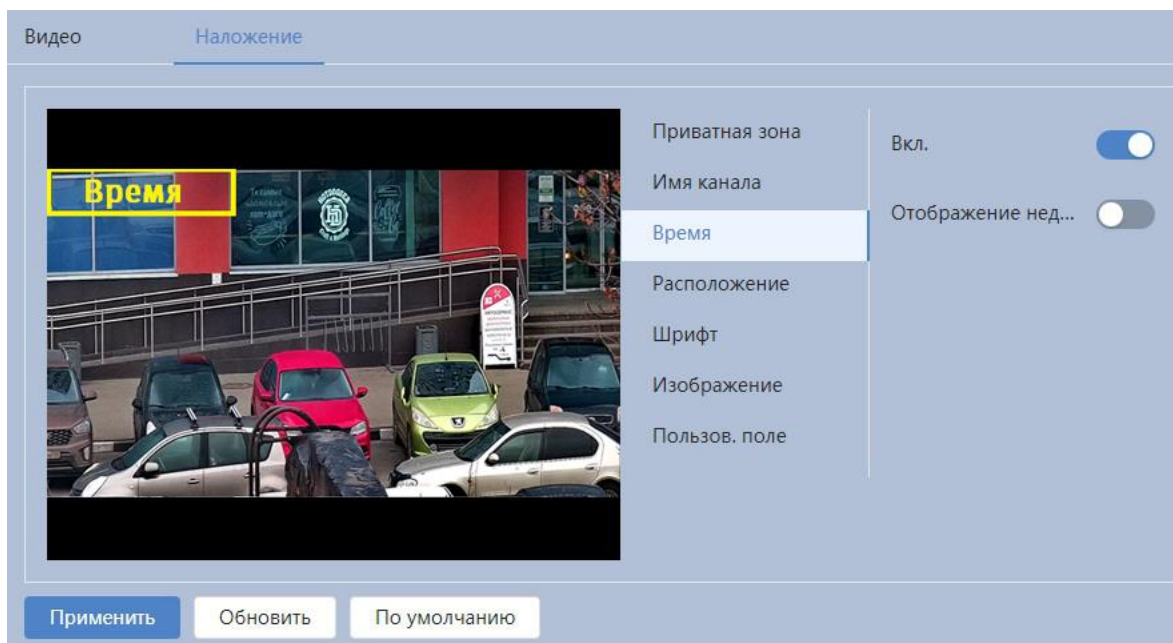 Видео
Наложение
Время
Приватная зона
Имя канала
Время
Расположение
Шрифт
Изображение
Пользов. поле
Вкл.
Отображение нед...
Применить
Обновить
По умолчанию